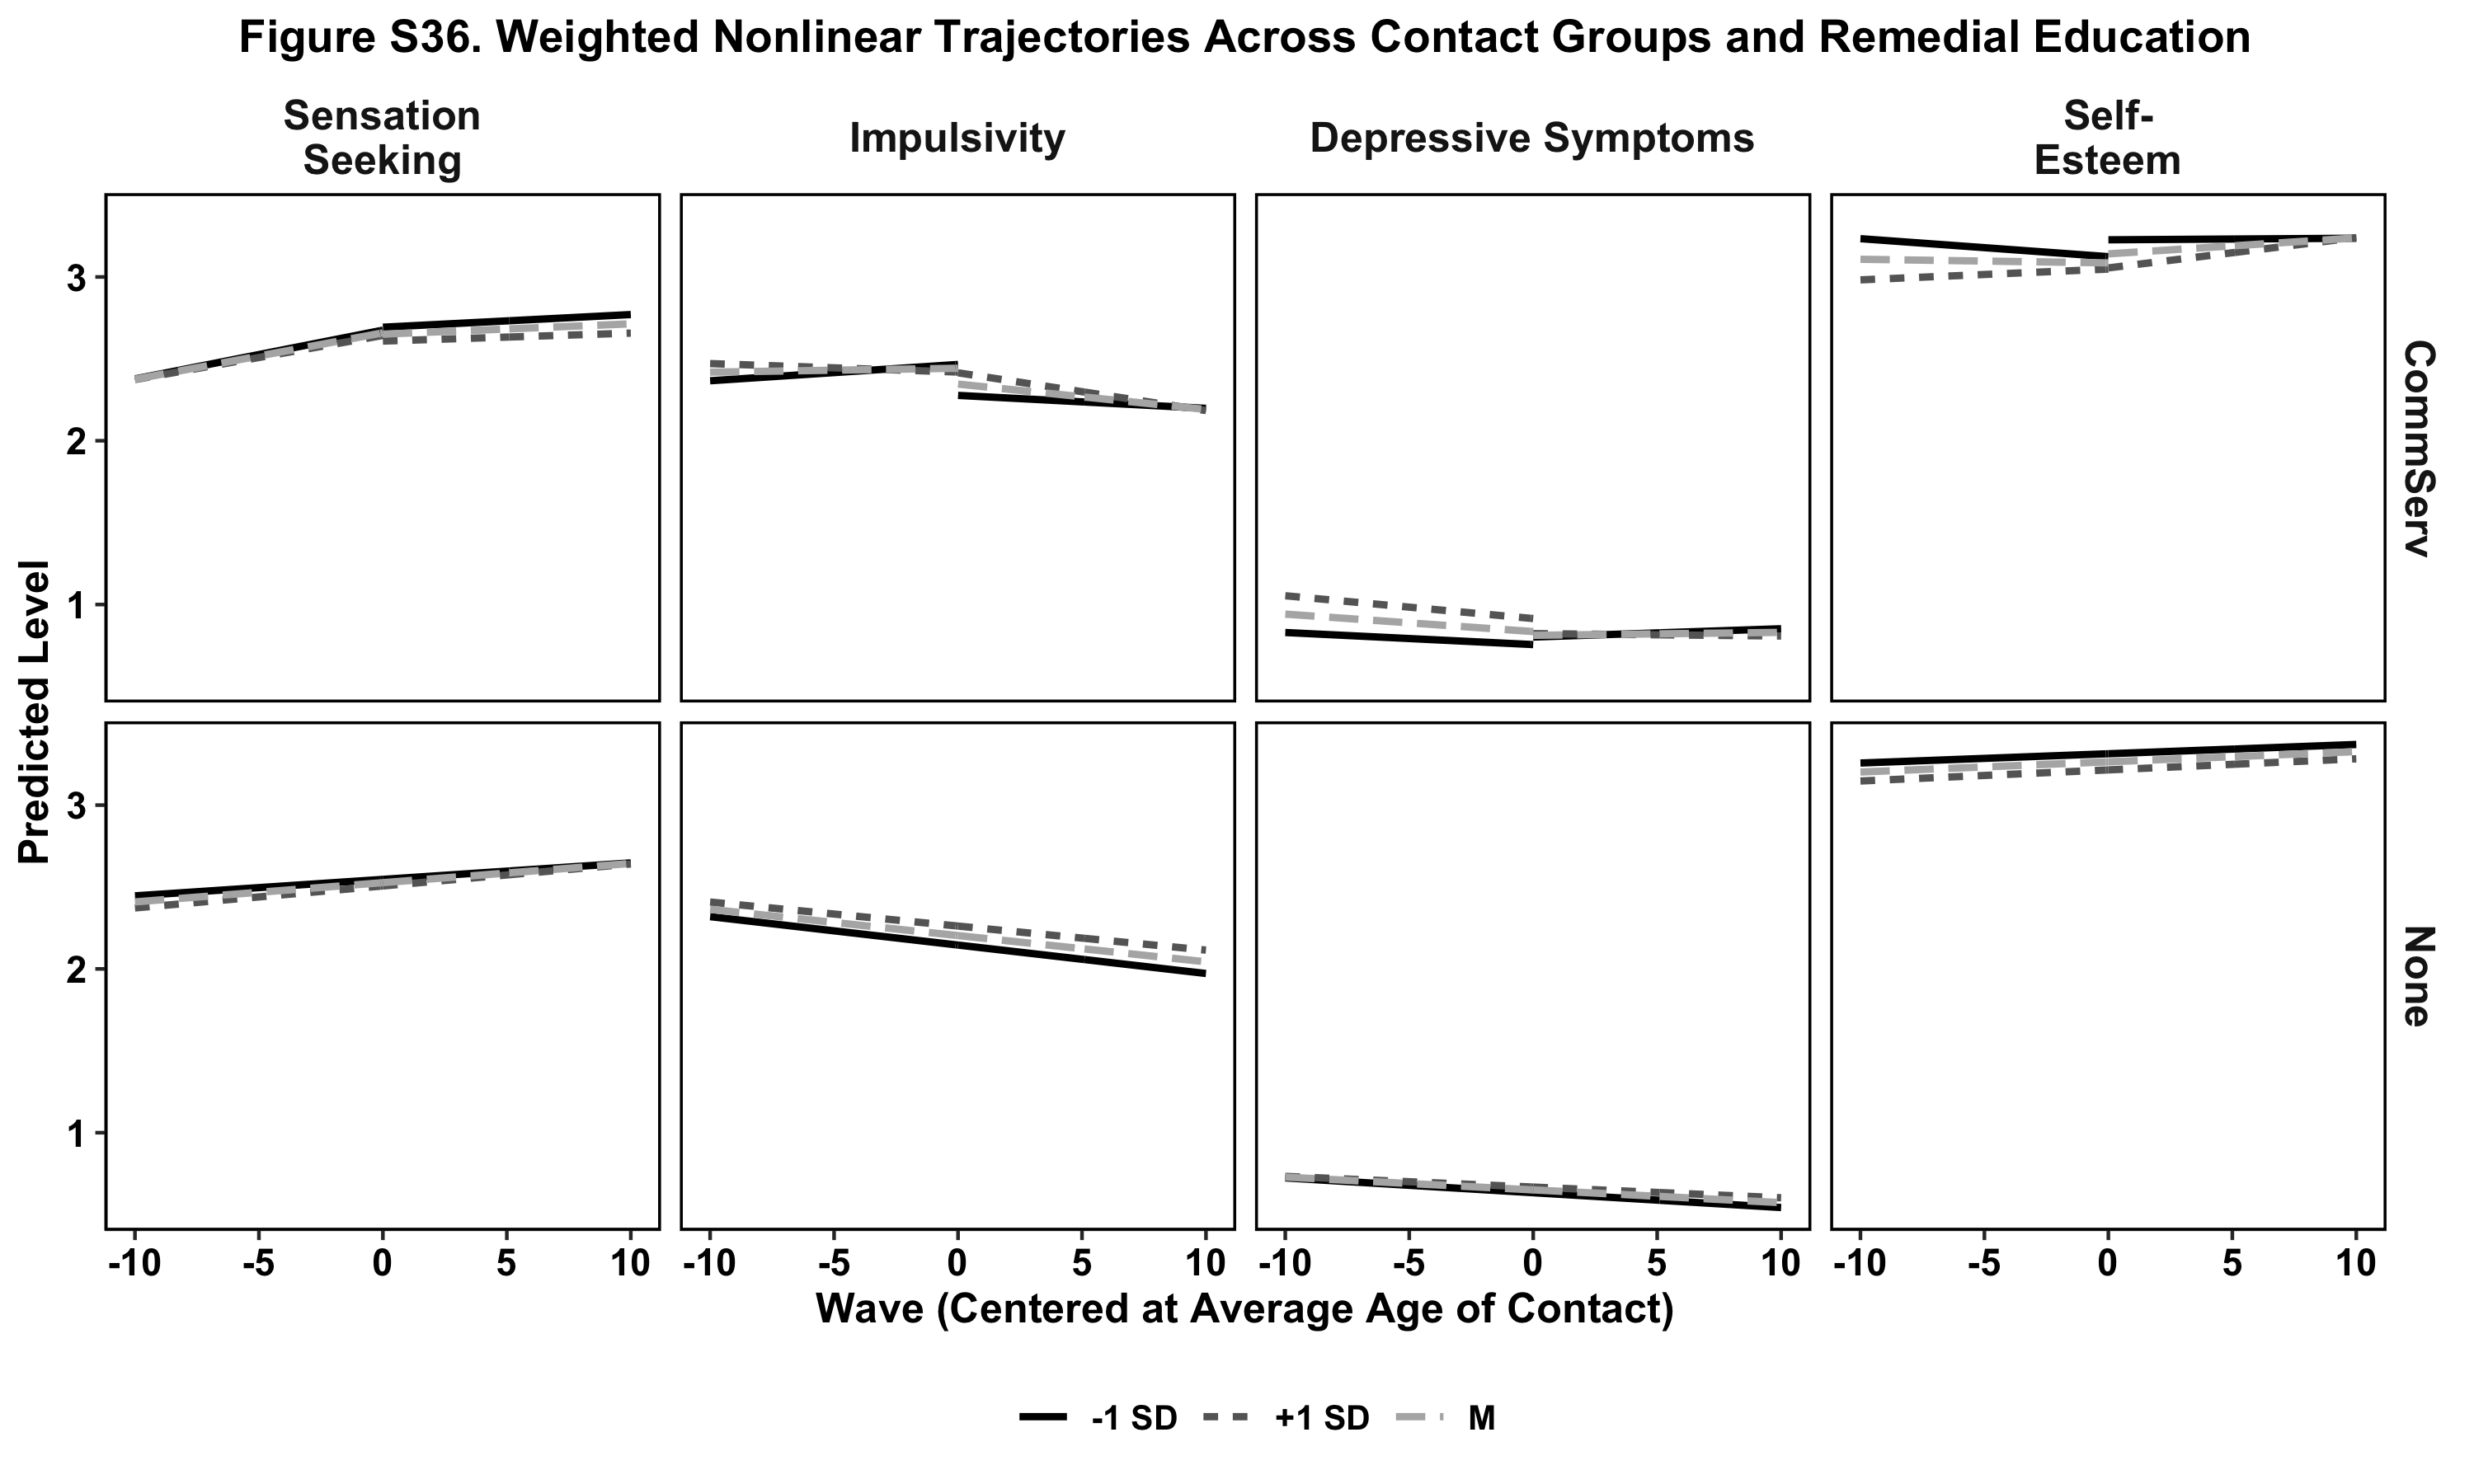 Figure S36. Weighted Nonlinear Trajectories Across Contact Groups and Remedial Education
Sensation
Seeking
Impulsivity
Depressive Symptoms
Self-
Esteem
3
2
1
CommServ
Predicted Level
3
2
1
None
-10 -5 0 5 10 -10 -5 0 5 10 -10 -5 0 5 10 -10 -5 0 5 10
Wave (Centered at Average Age of Contact)
-1 SD +1 SD M